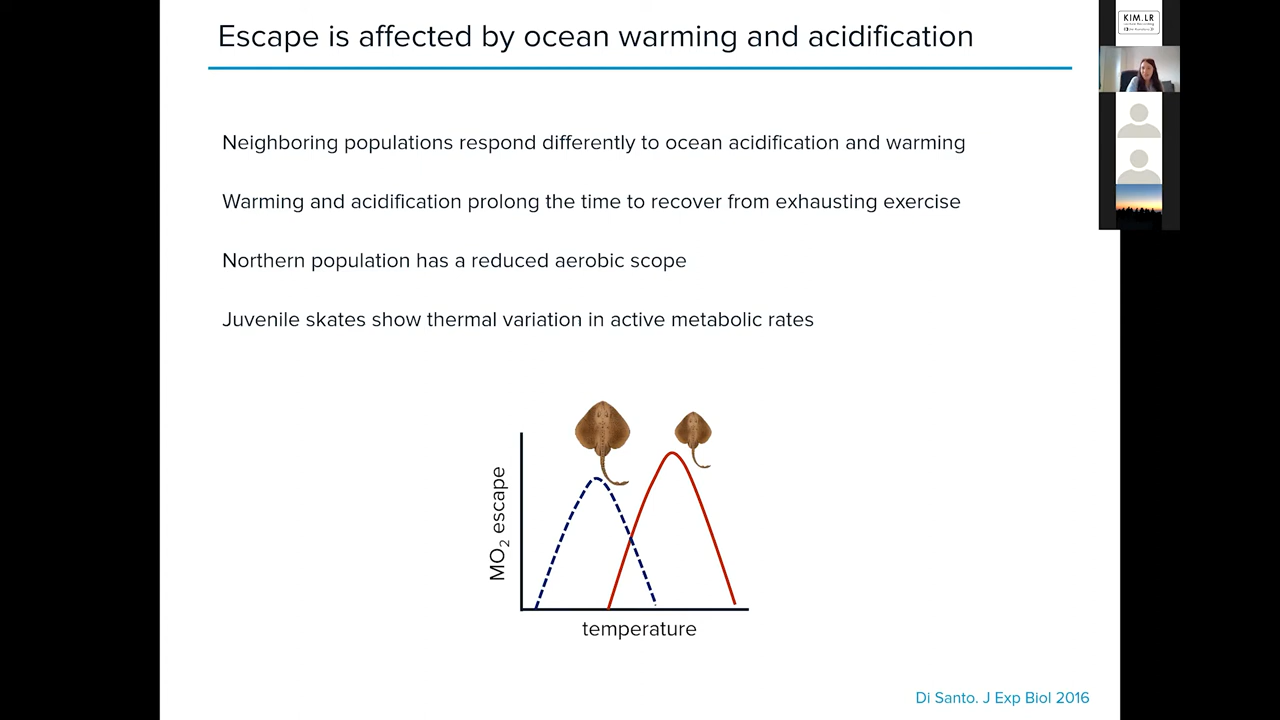 Escape is affected by ocean warming and acidification
KIM.LR
Neighboring populations respond differently to ocean acidification and warming
Warming and acidification prolong the time to recover from exhausting exercise
Northern population has a reduced aerobic scope
Juvenile skates show thermal variation in active metabolic rates
MO₂ escape
temperature
Di Santo. J Exp Biol 2016